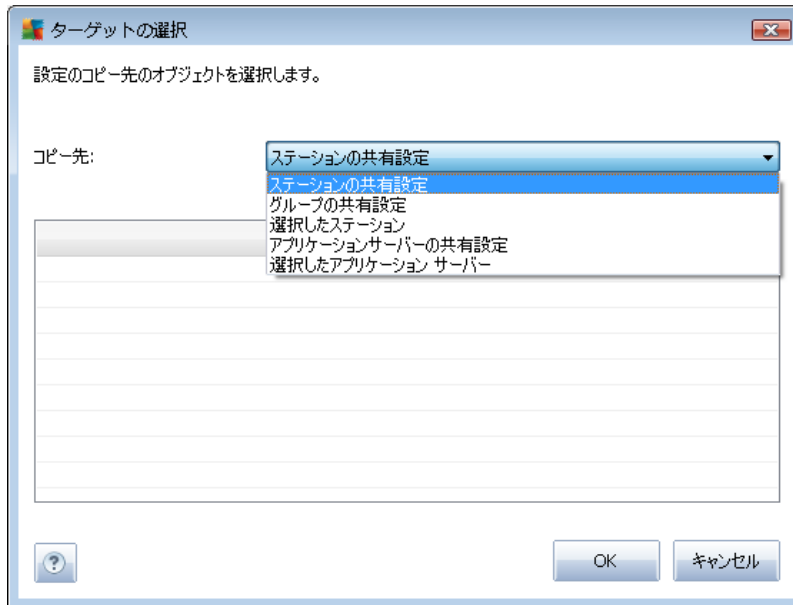 ターゲットの選択
設定のコピー先のオブジェクトを選択します。
コピー先:
ステーションの共有設定
ステーションの共有設定
グループの共有設定
選択したステーション
アプリケーションサーバーの共有設定
選択したアプリケーション サーバー
?
OK
キャンセル